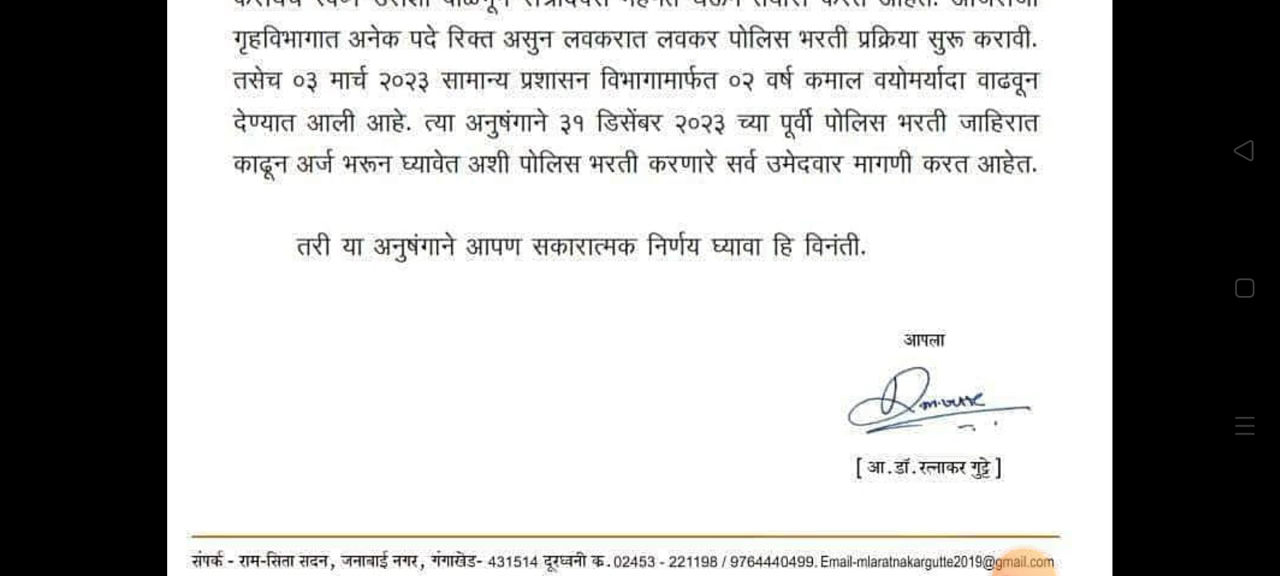 गृहविभागात अनेक पदे रिक्त असुन लवकरात लवकर पोलिस भरती प्रक्रिया सुरू करावी.
तसेच ०३ मार्च २०२३ सामान्य प्रशासन विभागामार्फत ०२ वर्ष कमाल वयोमर्यादा वाढवून
देण्यात आली आहे. त्या अनुषंगाने ३१ डिसेंबर २०२३ च्या पूर्वी पोलिस भरती जाहिरात
काढून अर्ज भरून घ्यावेत अशी पोलिस भरती करणारे सर्व उमेदवार मागणी करत आहेत.
तरी या अनुषंगाने आपण सकारात्मक निर्णय घ्यावा हि विनंती.
आपला
[ आ.डॉ.रत्नाकर गुट्टे ]
संपर्क - राम-सिता सदन, जनाबाई नगर, गंगाखेड- 431514 दूरध्वनी क. 02453 - 221198 / 9764440499. Email-mlaratnakargutte2019@gmail.com